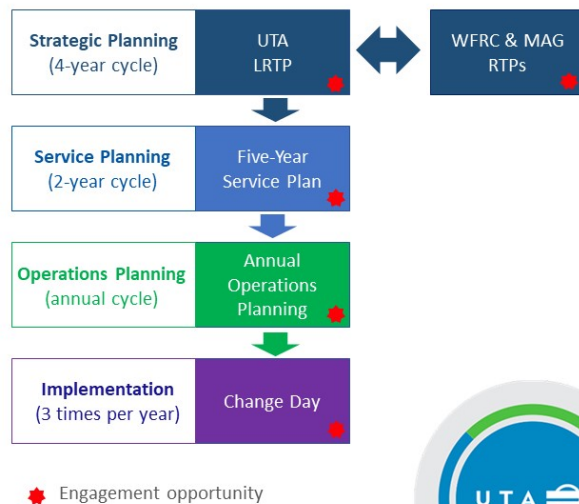 Strategic Planning
(4-year cycle)
UTA
LRTP
WFRC & MAG
RTPs
Service Planning
(2-year cycle)
Five-Year
Service Plan
Operations Planning
(annual cycle)
Annual
Operations
Planning
Implementation
(3 times per year)
Change Day
Engagement opportunity
UTA